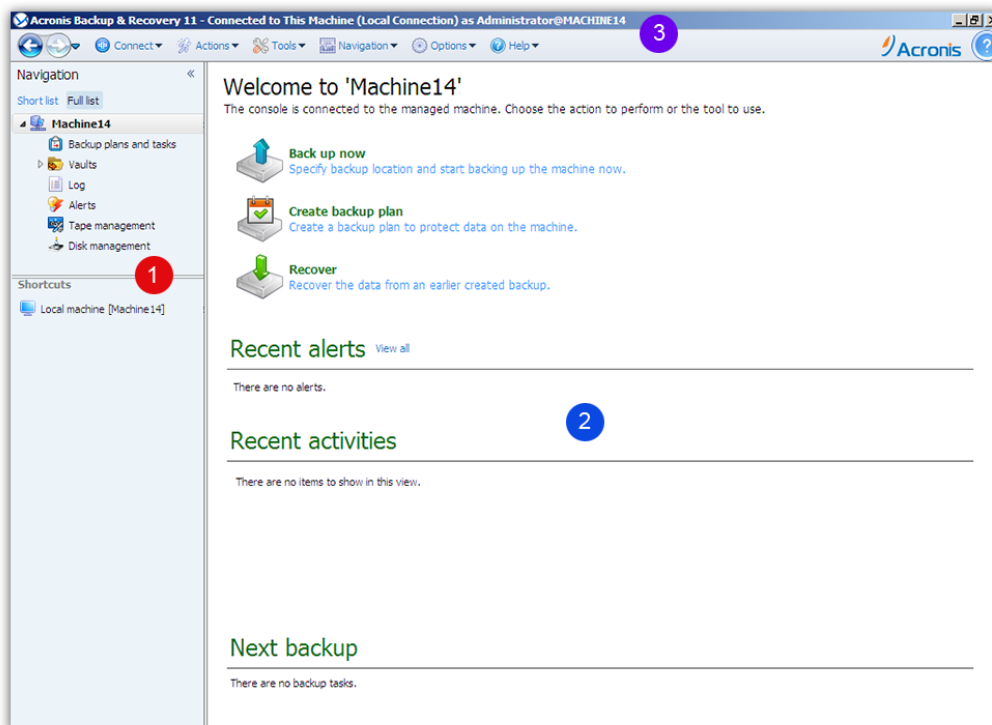 Acronis Backup & Recovery 11 - Connected to This Machine (Local Connection) as Administrator@MACHINE14
3
Connect Actions Tools Navigation Options Help Acronis ?
Navigation «
Short list Full list
Machine14
Backup plans and tasks
Vaults
Log
Alerts
Tape management
Disk management
1
Shortcuts
Local machine [Machine14]
Welcome to 'Machine14'
The console is connected to the managed machine. Choose the action to perform or the tool to use.
Back up now
Specify backup location and start backing up the machine now.
Create backup plan
Create a backup plan to protect data on the machine.
Recover
Recover the data from an earlier created backup.
Recent alerts View all
There are no alerts.
2
Recent activities
There are no items to show in this view.
Next backup
There are no backup tasks.